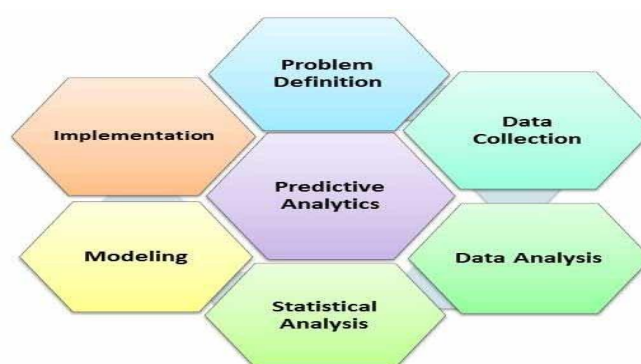 Problem
Definition
Data
Collection
Implementation
Predictive
Analytics
Modeling
Data Analysis
Statistical
Analysis